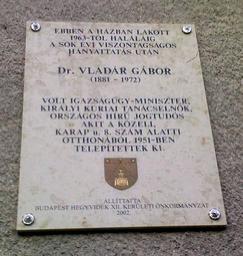 EBBEN A HÁZBAN LAKOTT
1963-TÓL HALÁLÁIG
A SOK ÉVI VISZONTAGSÁGOS
HÁNYATTATÁS UTÁN
Dr. VLADÁR GÁBOR
(1881 - 1972)
VOLT IGAZSÁGÜGY-MINISZTER,
KIRÁLYI KÚRIAI TANÁCSELNÖK,
ORSZÁGOS HÍRŰ JOGTUDÓS
AKIT A KÖZELI,
KARAP u. 8. SZÁM ALATTI
OTTHONÁBÓL 1951-BEN
TELEPÍTETTEK KI.
ÁLLÍTTATTA
BUDAPEST HEGYVIDÉK XII. KERÜLETI ÖNKORMÁNYZAT
2002.